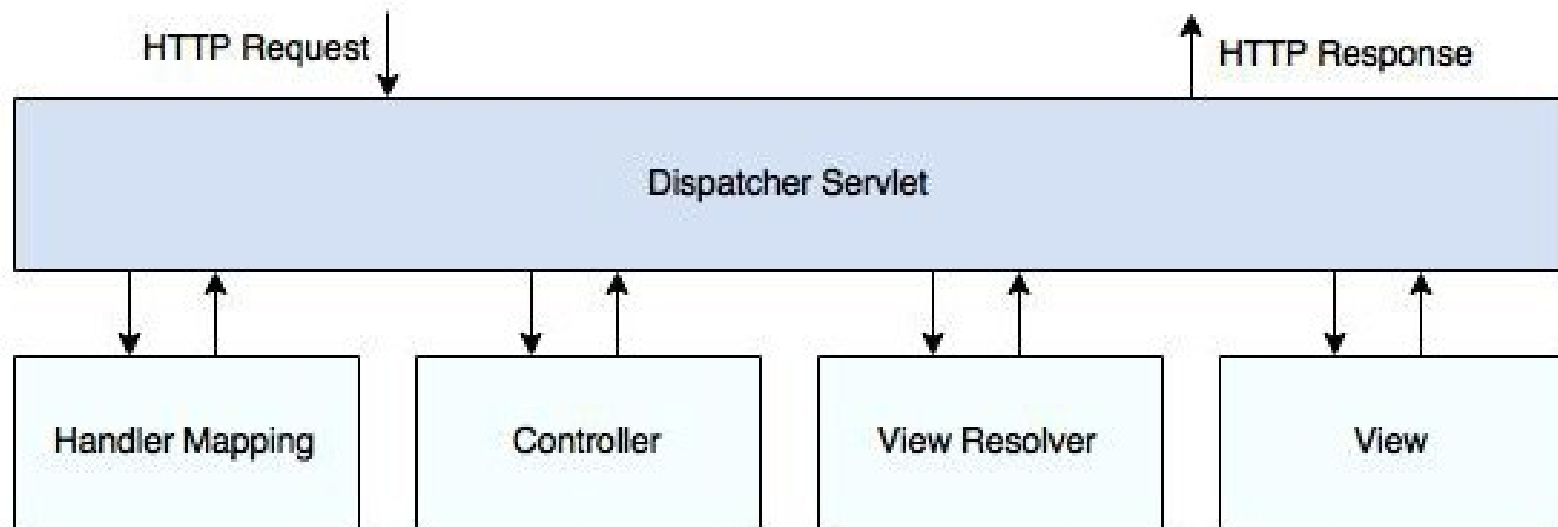 HTTP Request
HTTP Response
Dispatcher Servlet
Handler Mapping
Controller
View Resolver
View